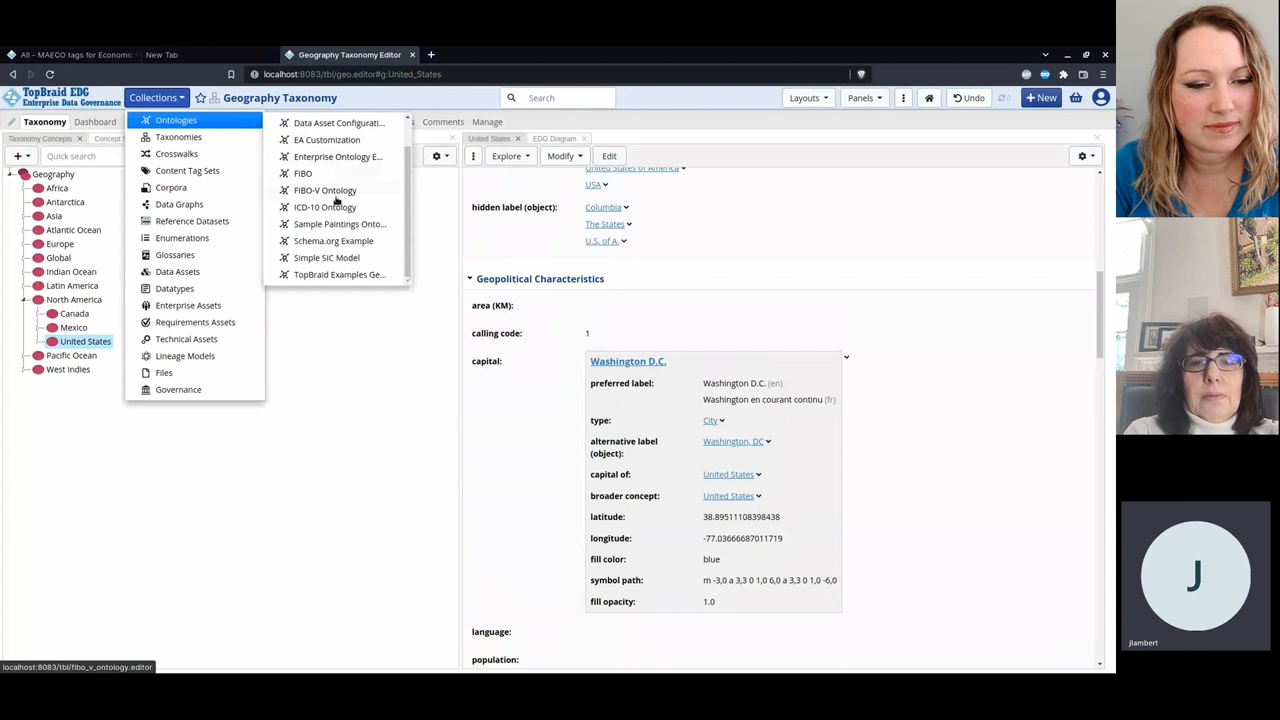 All - MAECO tags for Economic
New Tab
Geography Taxonomy Editor
localhost:8083/tbl/geo.editor#g:United_States
TopBraid EDG
Enterprise Data Governance
Collections
Geography Taxonomy
Search
Layouts
Panels
Undo
New
Taxonomy
Dashboard
Comments
Manage
Taxonomy Concepts
Concept S
United States
EDG Diagram
Quick search
Explore
Modify
Edit
Geography
Africa
Antarctica
Asia
Atlantic Ocean
Europe
Global
Indian Ocean
Latin America
North America
Canada
Mexico
United States
Pacific Ocean
West Indies
Ontologies
Taxonomies
Crosswalks
Content Tag Sets
Corpora
Data Graphs
Reference Datasets
Enumerations
Glossaries
Data Assets
Datatypes
Enterprise Assets
Requirements Assets
Technical Assets
Lineage Models
Files
Governance
Data Asset Configurati...
EA Customization
Enterprise Ontology E...
FIBO
FIBO-V Ontology
ICD-10 Ontology
Sample Paintings Onto...
Schema.org Example
Simple SIC Model
TopBraid Examples Ge...
United States of America
USA
hidden label (object):
Columbia
The States
U.S. of A.
Geopolitical Characteristics
area (KM):
calling code:
1
capital:
Washington D.C.
preferred label:
Washington D.C. (en)
Washington en courant continu (fr)
type:
City
alternative label (object):
Washington, DC
capital of:
United States
broader concept:
United States
latitude:
38.89511108398438
longitude:
-77.03666687011719
fill color:
blue
symbol path:
m -3,0 a 3,3 0 1,0 6,0 a 3,3 0 1,0 -6,0
fill opacity:
1.0
language:
population:
localhost:8083/tbl/fibo_v_ontology.editor
J
jlambert